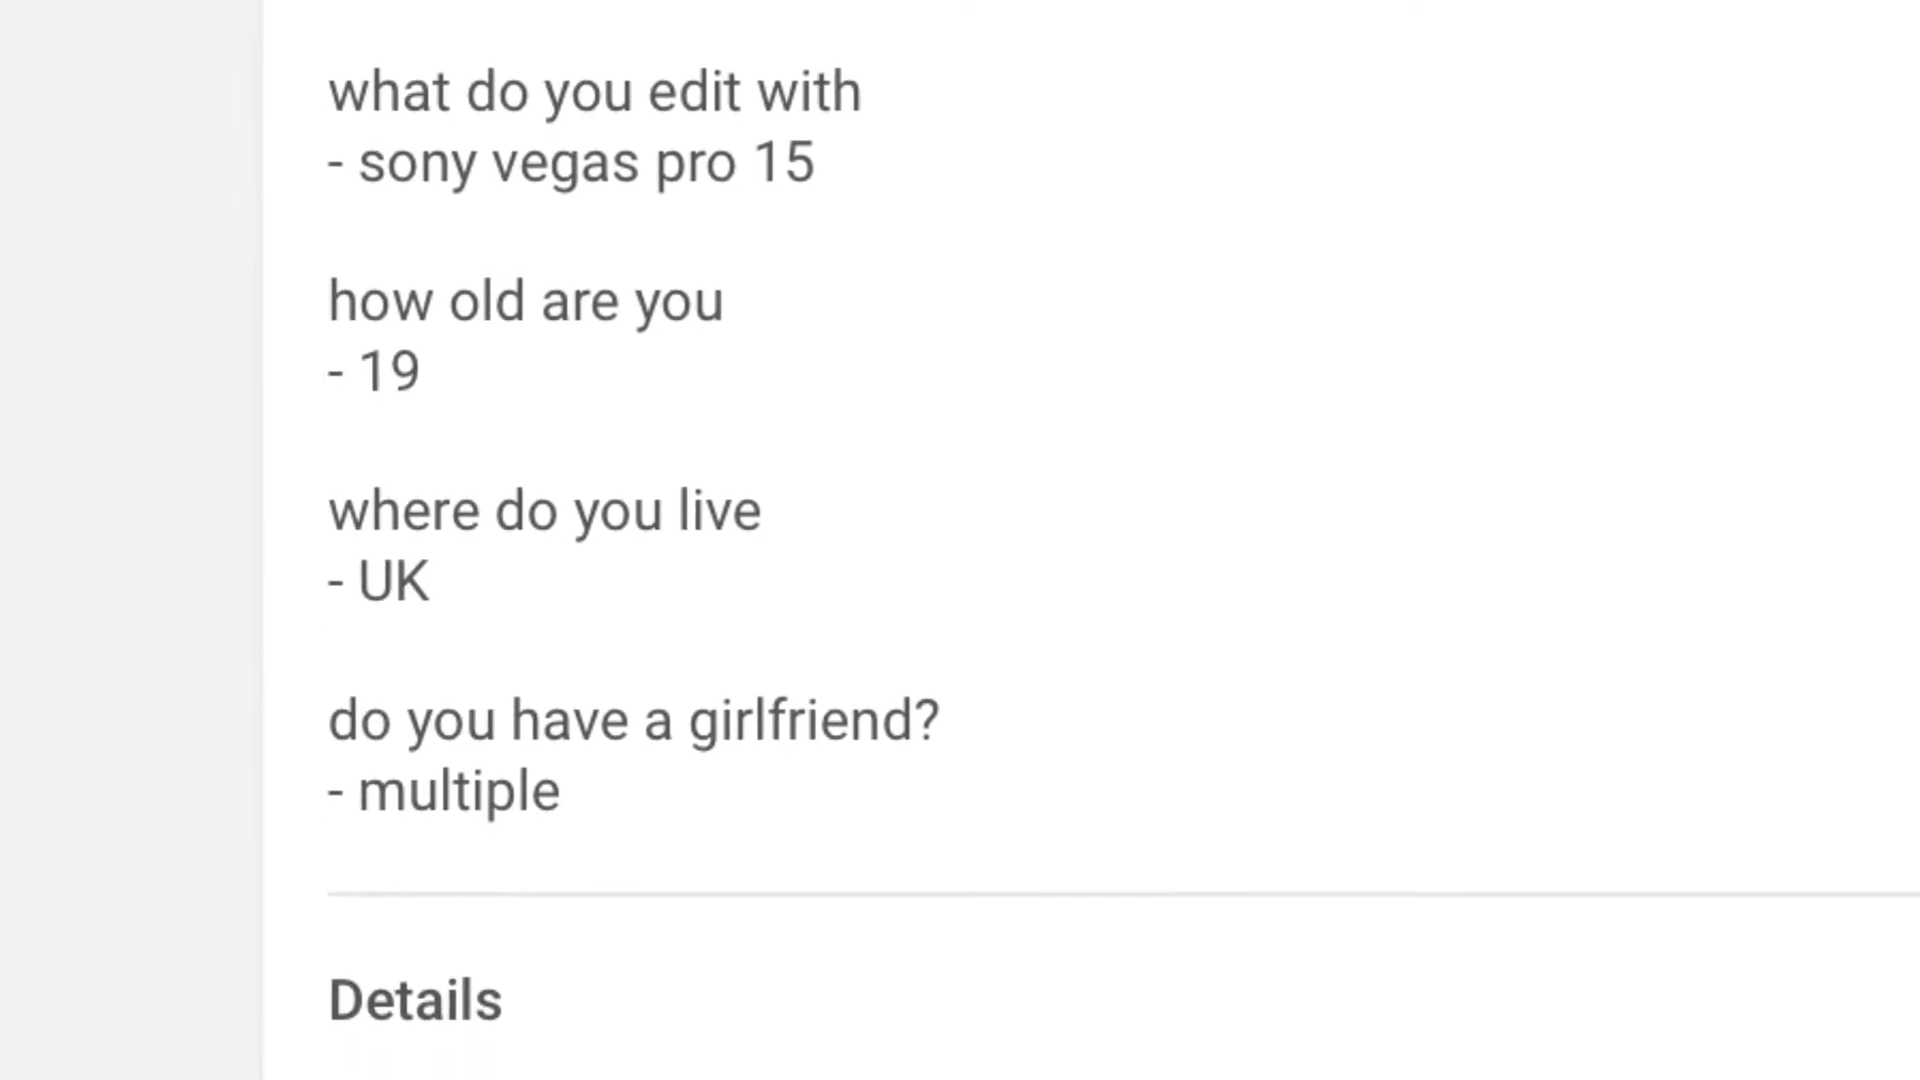 what do you edit with
- sony vegas pro 15
how old are you
- 19
where do you live
- UK
do you have a girlfriend?
- multiple
Details